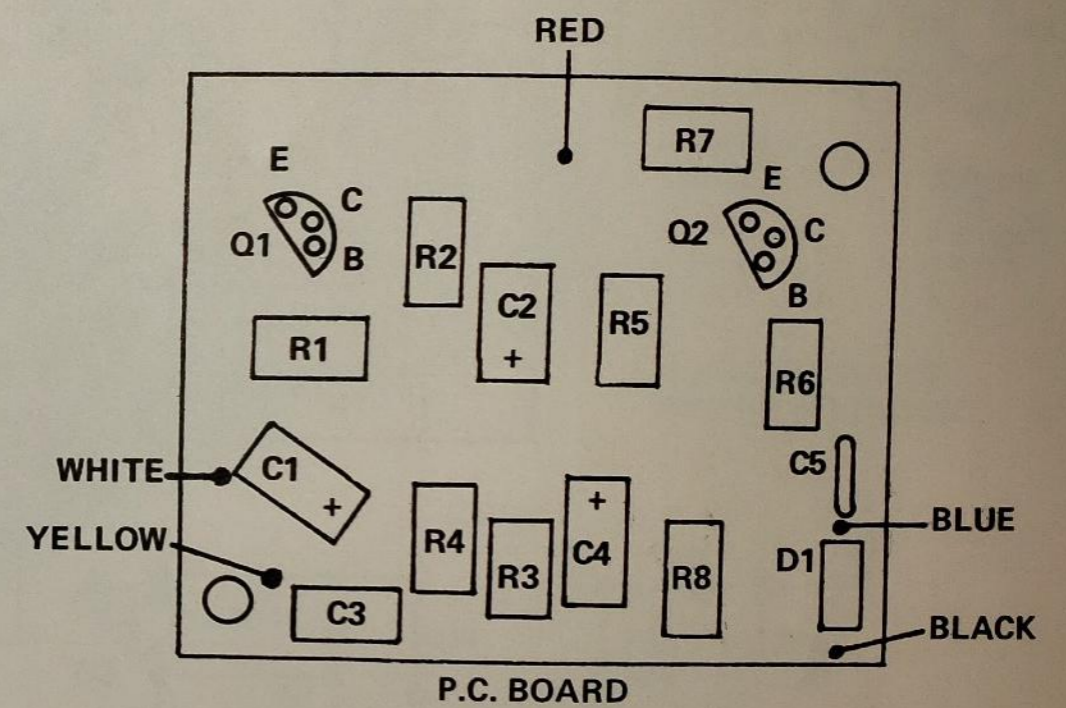 RED
R7
E
E
C
Q1
B
R2
Q2
C
B
C2
+
R5
R1
R6
WHITE
C1
+
C5
YELLOW
+
R4
R3
C4
R8
D1
BLUE
C3
BLACK
P.C. BOARD